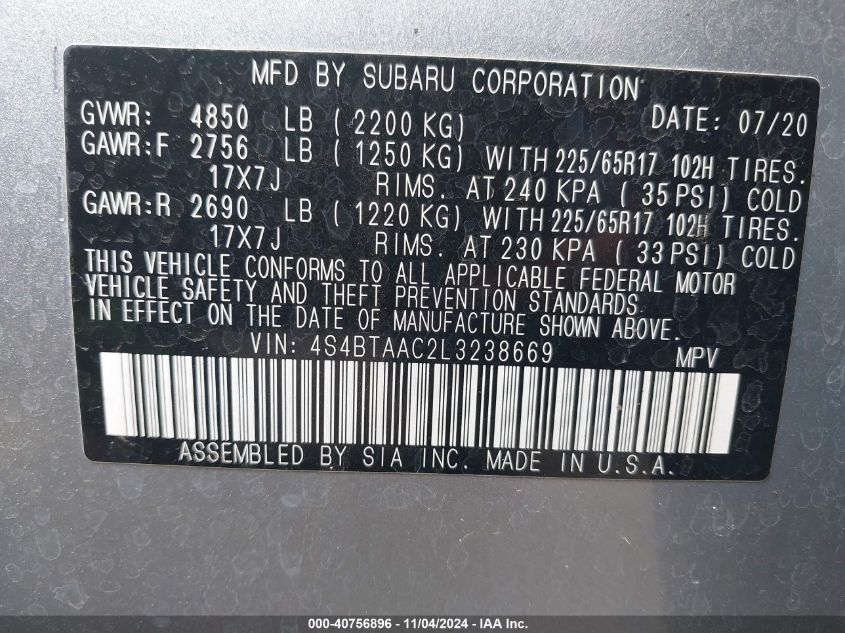 MFD BY SUBARU CORPORATION
GVWR: 4850 LB (2200 KG) DATE: 07/20
GAWR:F 2756 LB (1250 KG) WITH 225/65R17 102H TIRES.
17X7J RIMS. AT 240 KPA (35 PSI) COLD
GAWR:R 2690 LB (1220 KG) WITH 225/65R17 102H TIRES.
17X7J RIMS. AT 230 KPA (33 PSI) COLD
THIS VEHICLE CONFORMS TO ALL APPLICABLE FEDERAL MOTOR
VEHICLE SAFETY AND THEFT PREVENTION STANDARDS.
IN EFFECT ON THE DATE OF MANUFACTURE SHOWN ABOVE.
VIN: 4S4BTAAC2L3238669 MPV
ASSEMBLED BY SIA INC. MADE IN U.S.A.
000-40756896 - 11/04/2024 - IAA Inc.